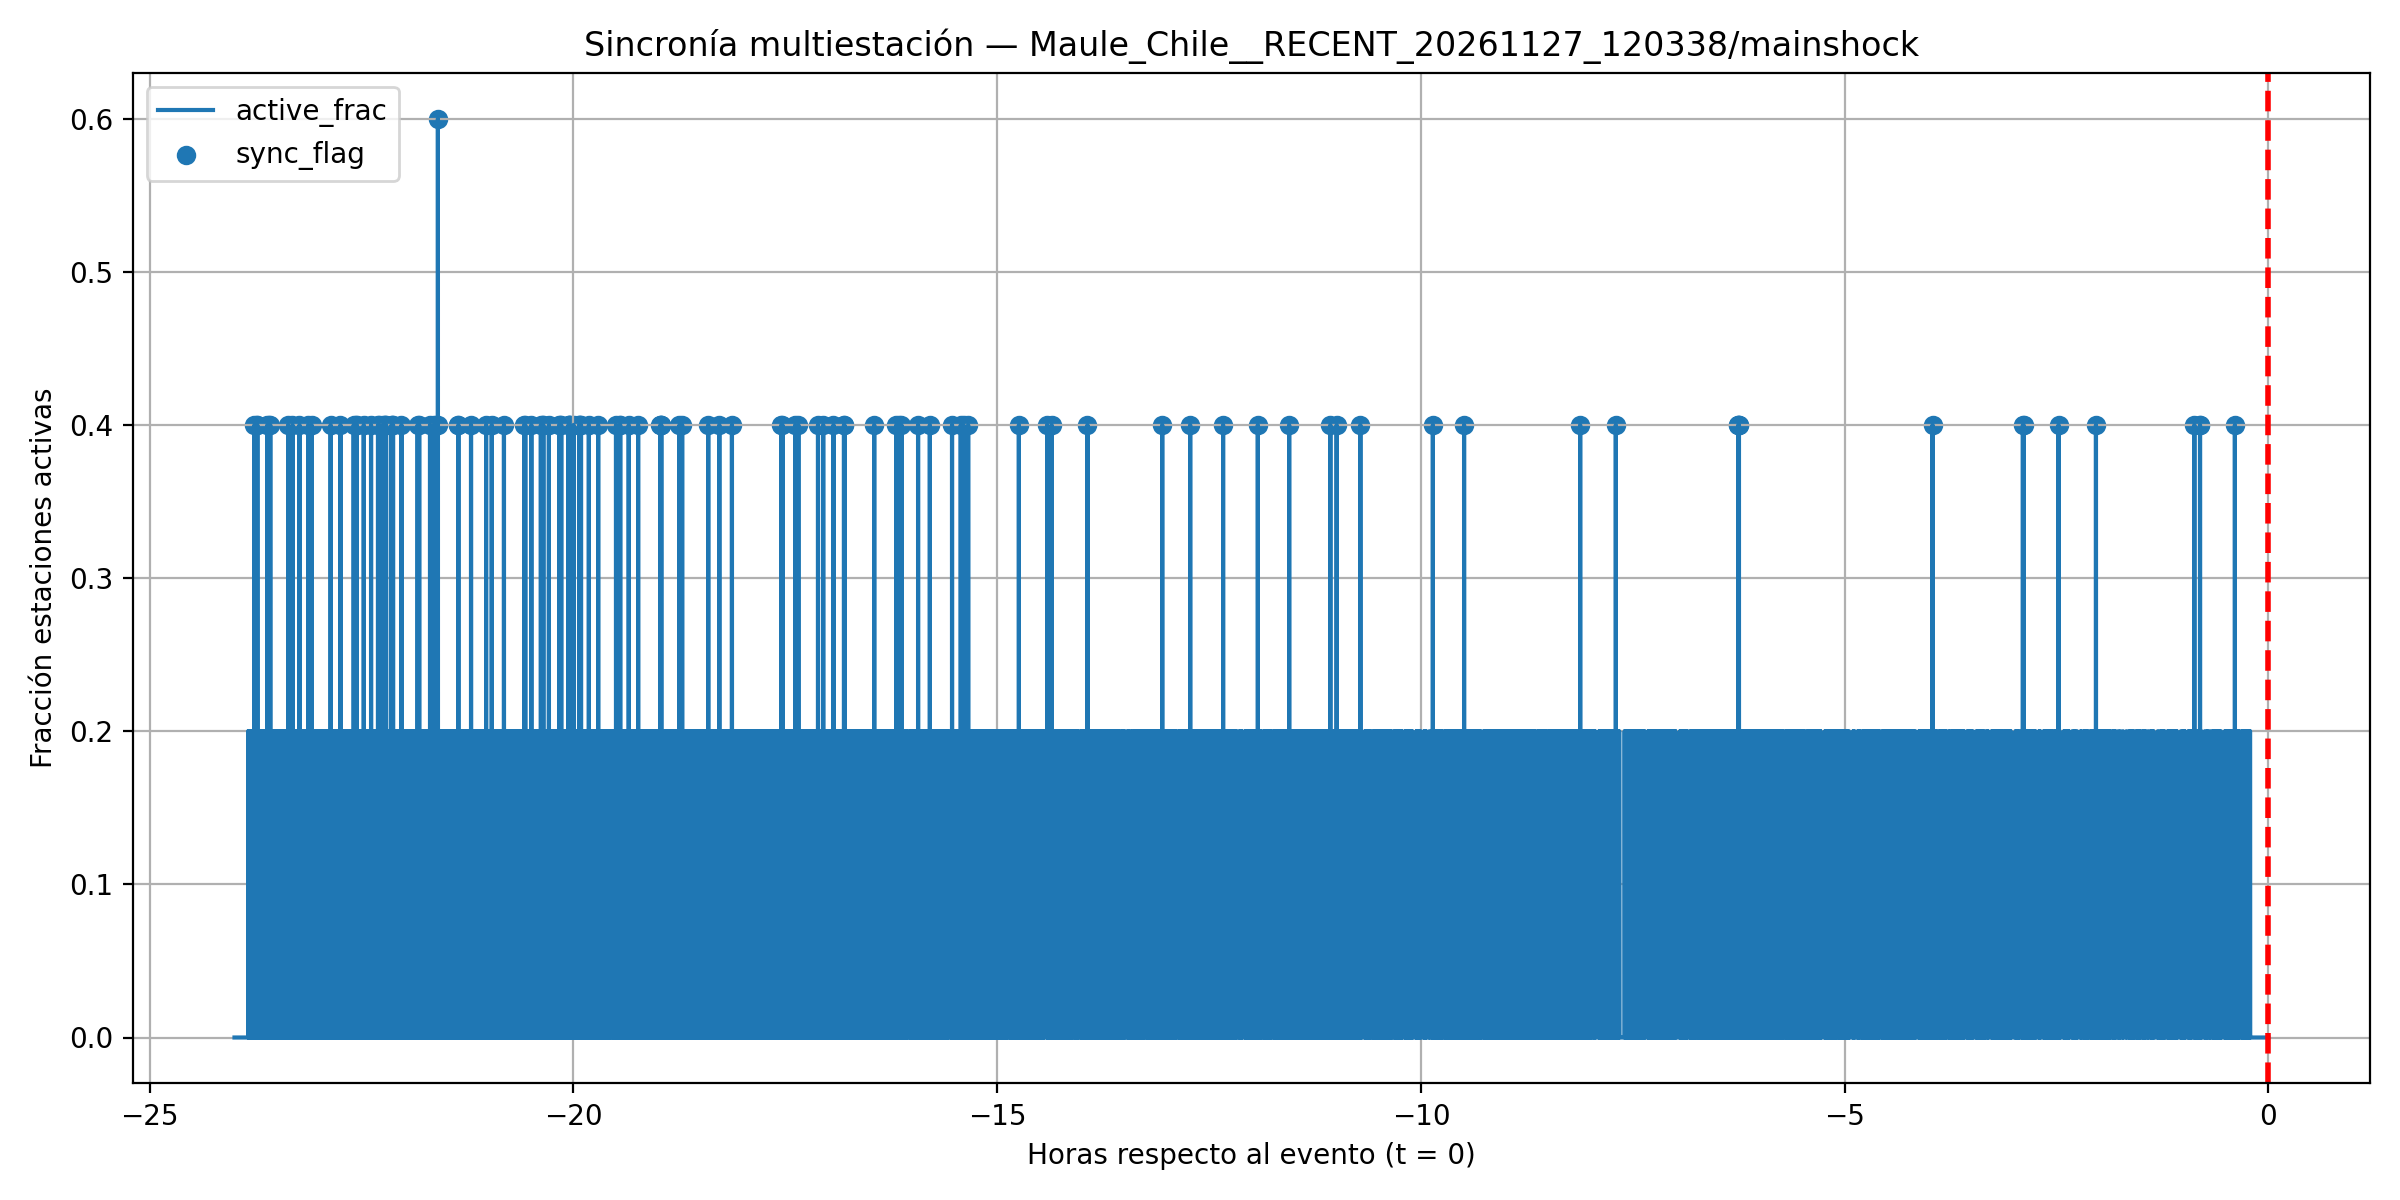 Sincronía multiestación — Maule_Chile__RECENT_20261127_120338/mainshock
active_frac
sync_flag
Fracción estaciones activas
0.6
0.5
0.4
0.3
0.2
0.1
0.0
−25 −20 −15 −10 −5 0
Horas respecto al evento (t = 0)